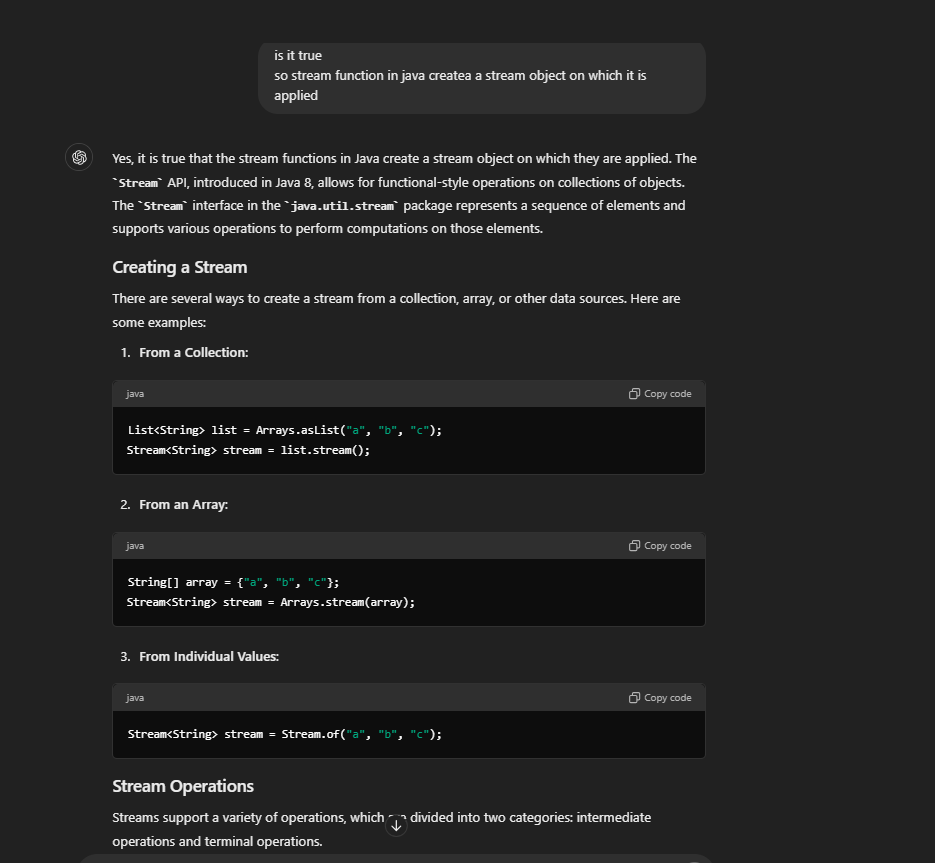 is it true
so stream function in java createa a stream object on which it is
applied
Yes, it is true that the stream functions in Java create a stream object on which they are applied. The
`Stream` API, introduced in Java 8, allows for functional-style operations on collections of objects.
The `Stream` interface in the `java.util.stream` package represents a sequence of elements and
supports various operations to perform computations on those elements.
Creating a Stream
There are several ways to create a stream from a collection, array, or other data sources. Here are
some examples:
1. From a Collection:
java Copy code
List<String> list = Arrays.asList("a", "b", "c");
Stream<String> stream = list.stream();
2. From an Array:
java Copy code
String[] array = {"a", "b", "c"};
Stream<String> stream = Arrays.stream(array);
3. From Individual Values:
java Copy code
Stream<String> stream = Stream.of("a", "b", "c");
Stream Operations
Streams support a variety of operations, which divided into two categories: intermediate
operations and terminal operations.